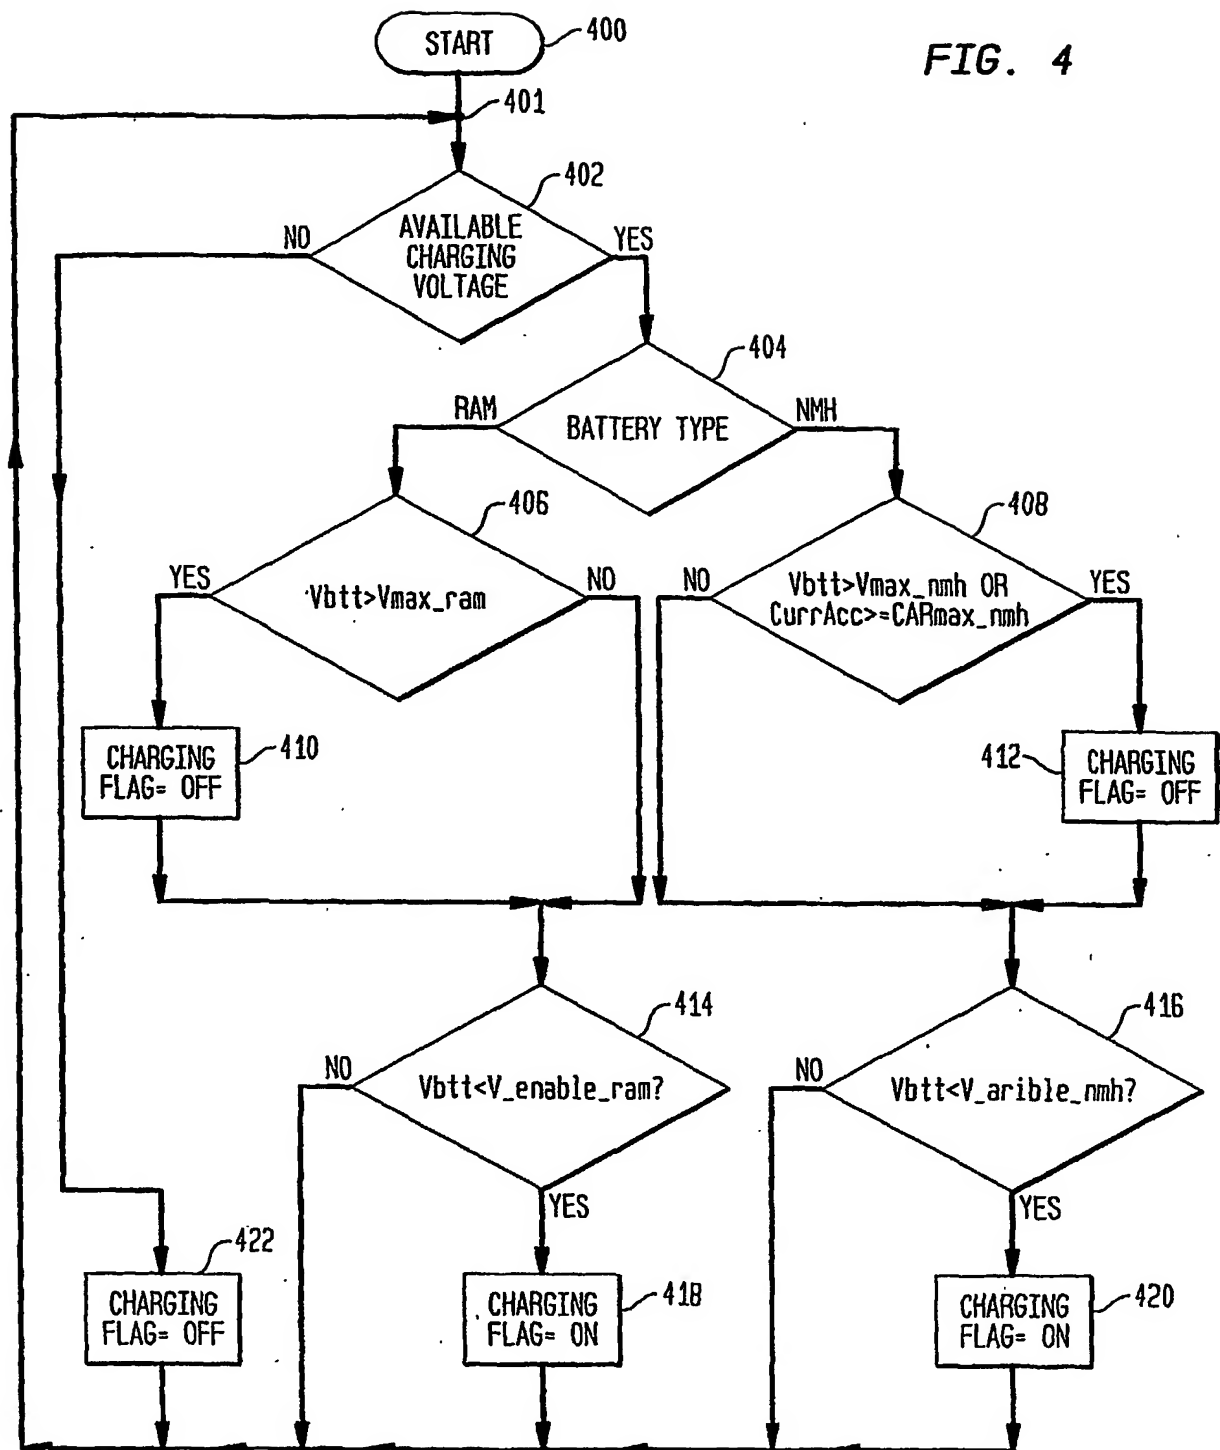 START
400
FIG. 4
401
402
AVAILABLE
CHARGING
VOLTAGE
NO
YES
404
BATTERY TYPE
RAM
NMH
406
Vbtt>Vmax_ram
YES
NO
408
Vbtt>Vmax_nmh OR
CurrAcc>=CARmax_nmh
NO
YES
CHARGING
FLAG= OFF
410
412
CHARGING
FLAG= OFF
414
Vbtt<V_enable_ram?
NO
YES
416
Vbtt<V_arible_nmh?
NO
YES
422
CHARGING
FLAG= OFF
CHARGING
FLAG= ON
418
CHARGING
FLAG= ON
420